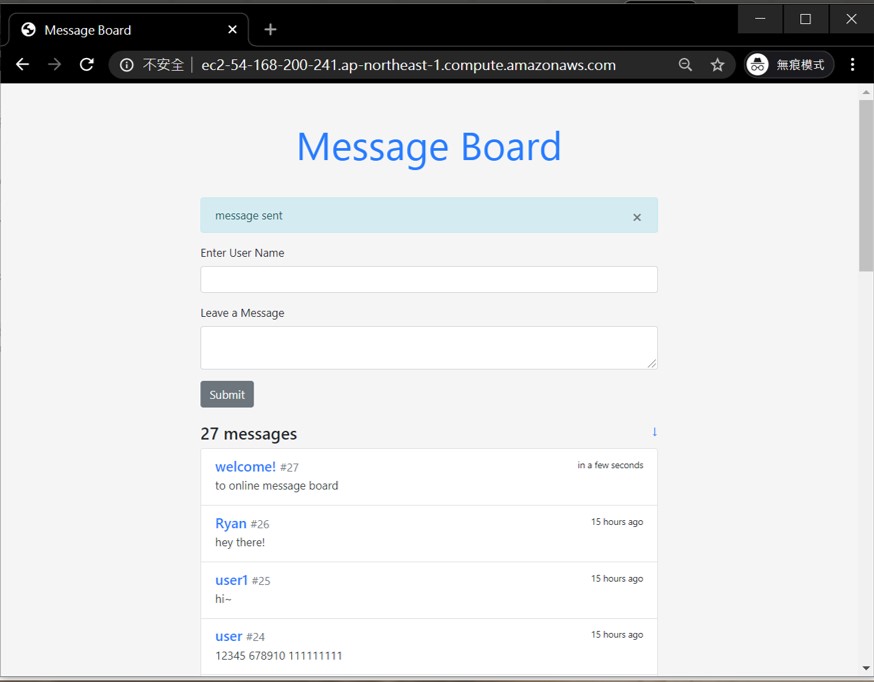 Message Board
不安全 ec2-54-168-200-241.ap-northeast-1.compute.amazonaws.com 無痕模式
Message Board
message sent
Enter User Name
Leave a Message
Submit
27 messages ↓
welcome! #27 in a few seconds
to online message board
Ryan #26 15 hours ago
hey there!
user1 #25 15 hours ago
hi~
user #24 15 hours ago
12345 678910 111111111